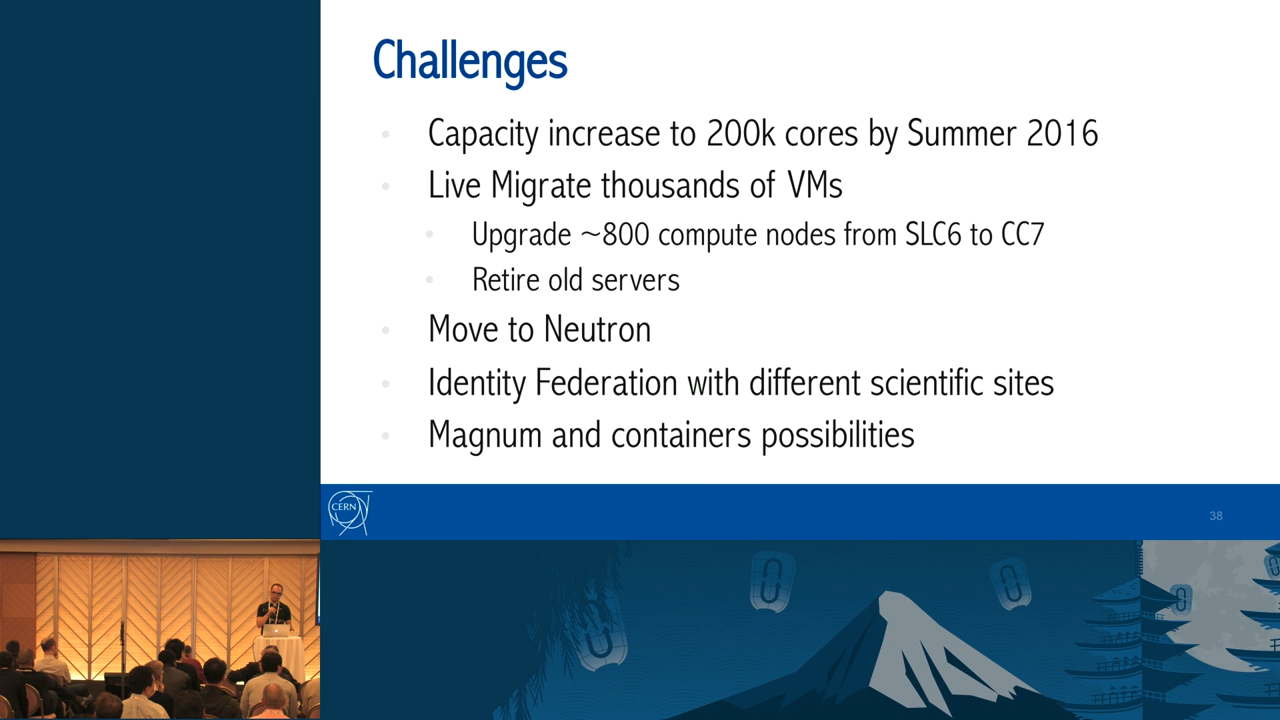 Challenges
Capacity increase to 200k cores by Summer 2016
Live Migrate thousands of VMs
Upgrade ~800 compute nodes from SLC6 to CC7
Retire old servers
Move to Neutron
Identity Federation with different scientific sites
Magnum and containers possibilities
CERN
38